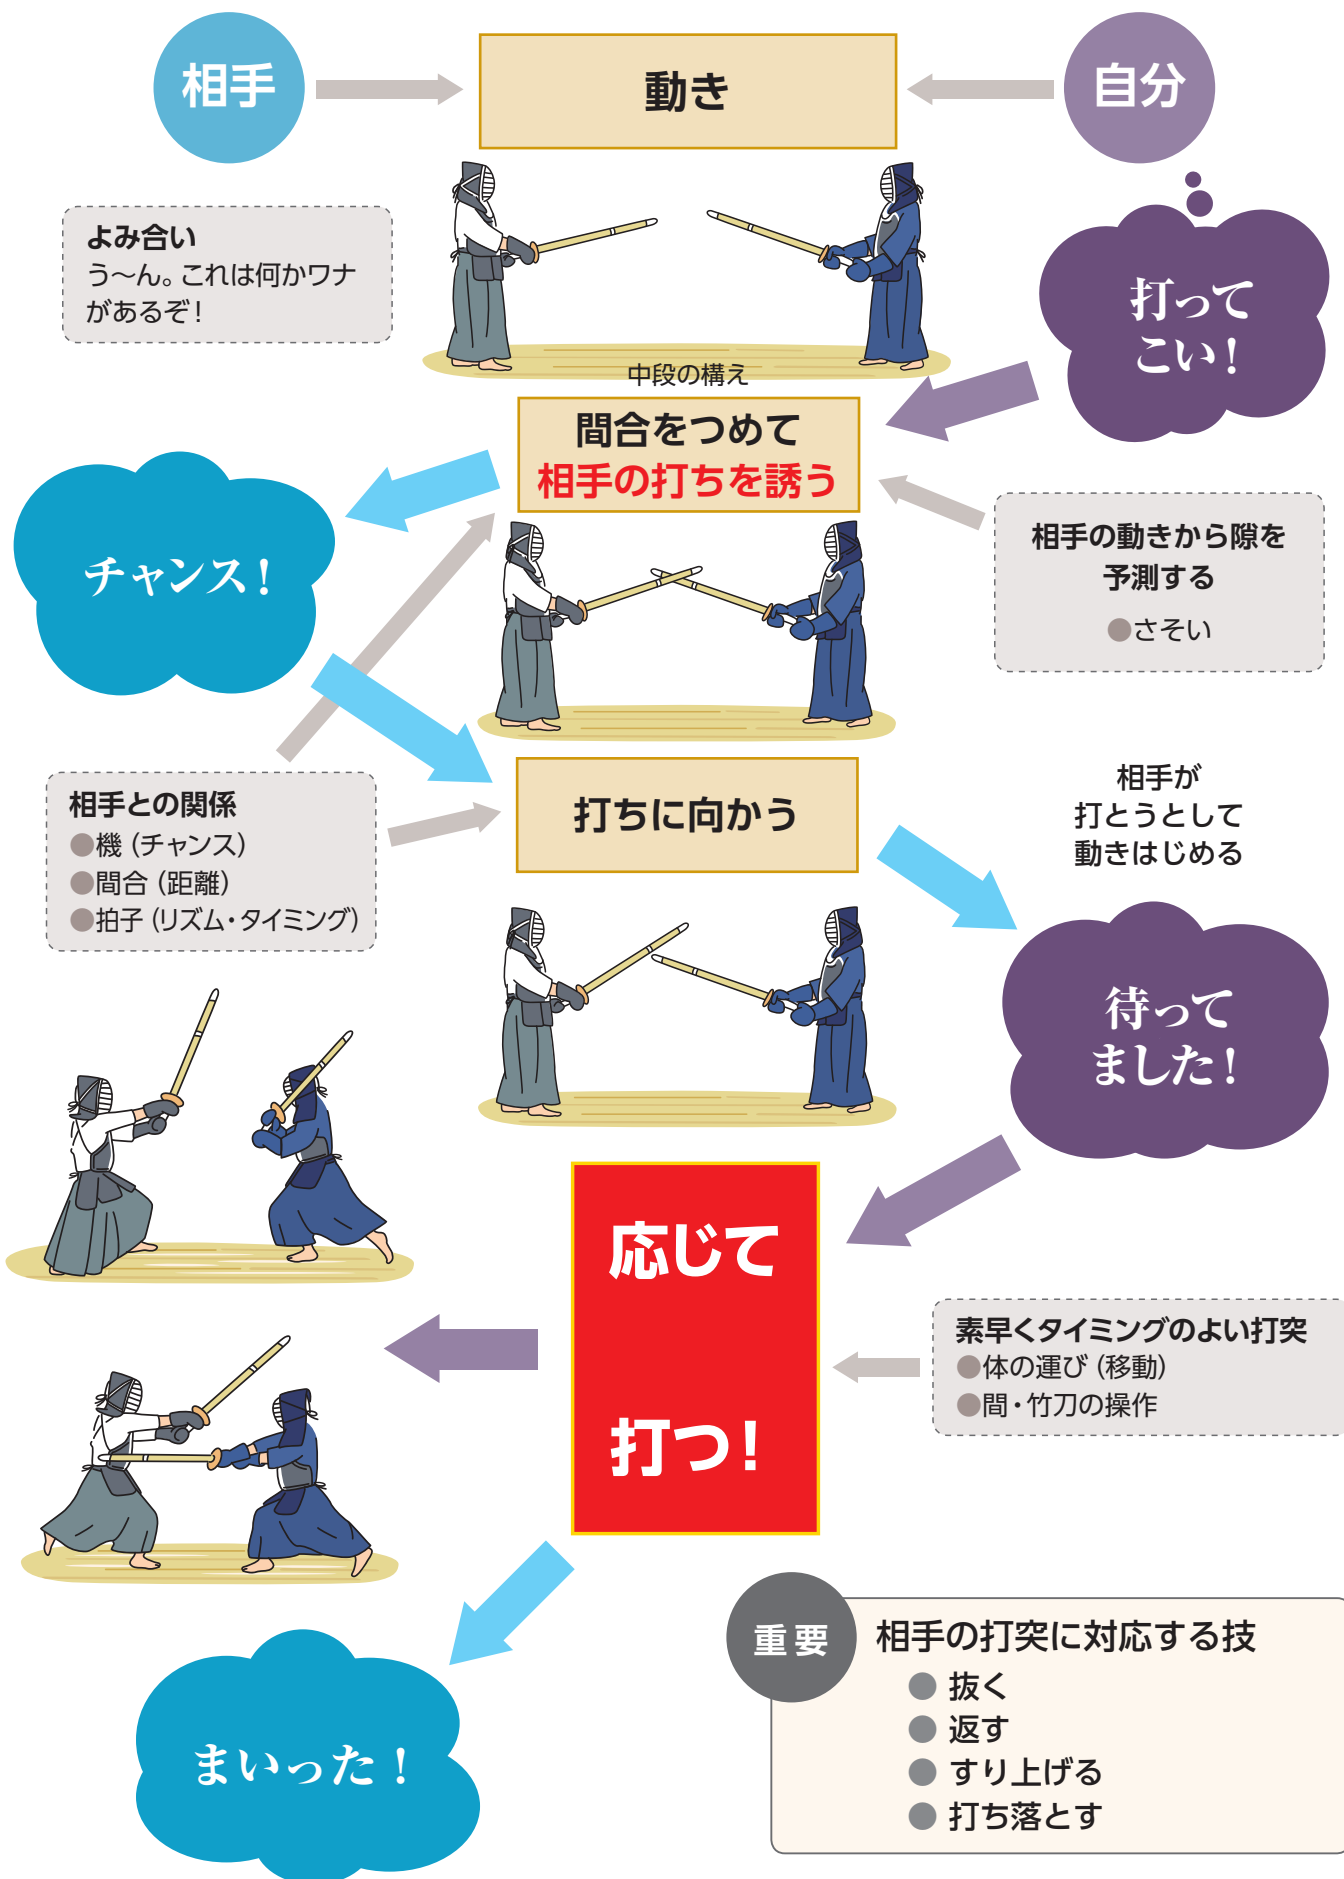 相手
動き
自分
よみ合い
う～ん。これは何かワナ
があるぞ！
打って
こい！
中段の構え
間合をつめて
相手の打ちを誘う
チャンス！
相手の動きから隙を
予測する
●さそい
相手との関係
●機（チャンス）
●間合（距離）
●拍子（リズム・タイミング）
打ちに向かう
相手が
打とうとして
動きはじめる
待って
ました！
応じて
打つ！
素早くタイミングのよい打突
●体の運び（移動）
●間・竹刀の操作
まいった！
重要
相手の打突に対応する技
● 抜く
● 返す
● すり上げる
● 打ち落とす